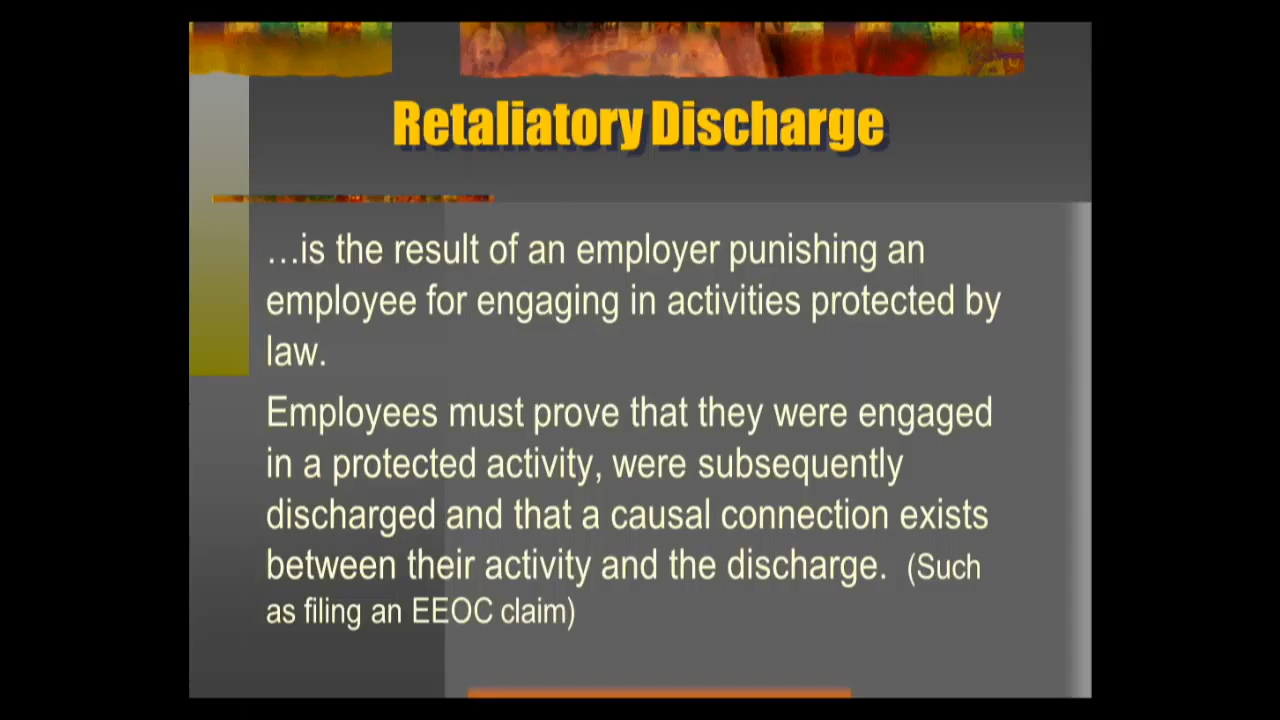 Retaliatory Discharge
…is the result of an employer punishing an
employee for engaging in activities protected by
law.
Employees must prove that they were engaged
in a protected activity, were subsequently
discharged and that a causal connection exists
between their activity and the discharge. (Such
as filing an EEOC claim)